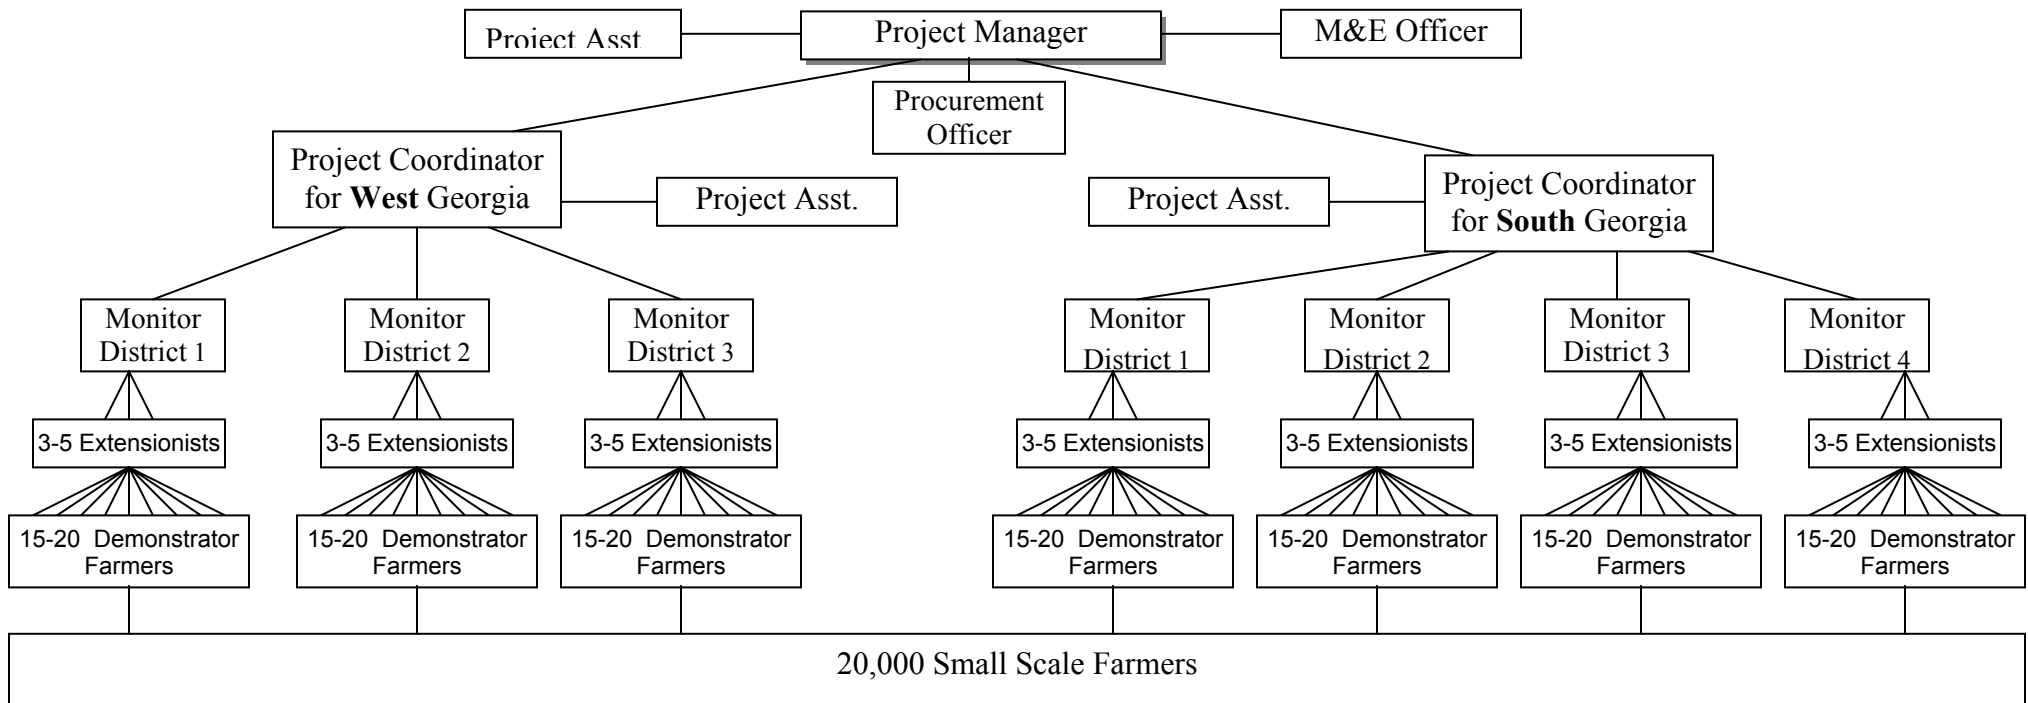 Project Asst
Project Manager
M&E Officer
Procurement
Officer
Project Coordinator
for West Georgia
Project Asst.
Project Asst.
Project Coordinator
for South Georgia
Monitor
District 1
Monitor
District 2
Monitor
District 3
Monitor
District 1
Monitor
District 2
Monitor
District 3
Monitor
District 4
3-5 Extensionists
3-5 Extensionists
3-5 Extensionists
3-5 Extensionists
3-5 Extensionists
3-5 Extensionists
3-5 Extensionists
15-20 Demonstrator
Farmers
15-20 Demonstrator
Farmers
15-20 Demonstrator
Farmers
15-20 Demonstrator
Farmers
15-20 Demonstrator
Farmers
15-20 Demonstrator
Farmers
15-20 Demonstrator
Farmers
20,000 Small Scale Farmers